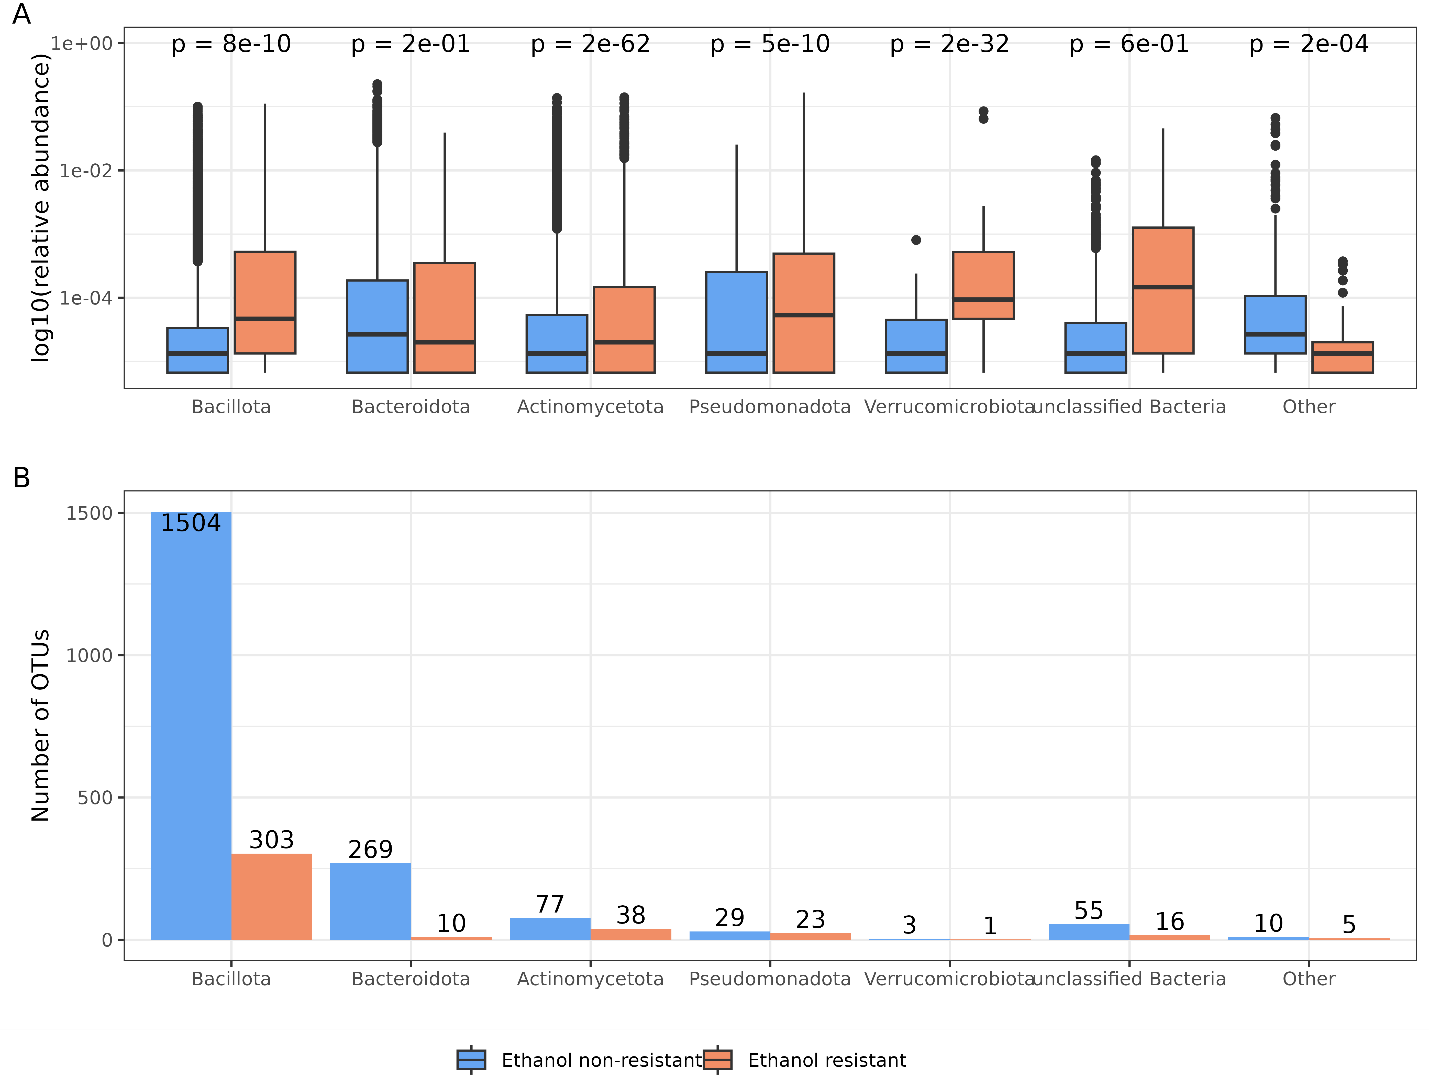 A
log10(relative abundance)
1e+00
1e-02
1e-04
p = 8e-10
p = 2e-01
p = 2e-62
p = 5e-10
p = 2e-32
p = 6e-01
p = 2e-04
Bacillota
Bacteroidota
Actinomycetota
Pseudomonadota
Verrucomicrobiota
unclassified Bacteria
Other
B
Number of OTUs
1500
1000
500
0
1504
303
269
10
77
38
29
23
3
1
55
16
10
5
Bacillota
Bacteroidota
Actinomycetota
Pseudomonadota
Verrucomicrobiota
unclassified Bacteria
Other
Ethanol non-resistant
Ethanol resistant